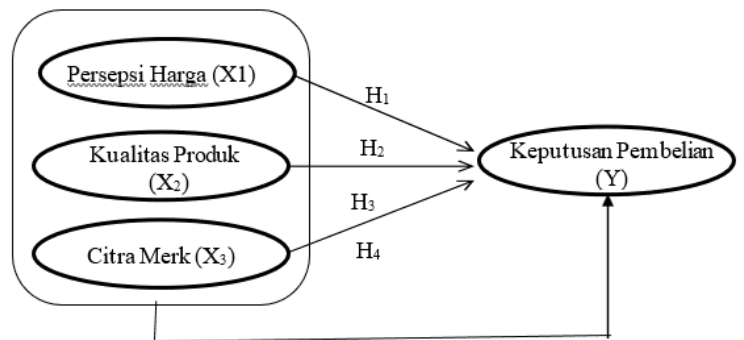 Persepsi Harga (X1)
H1
Kualitas Produk
(X2)
H2
Keputusan Pembelian
(Y)
H3
Citra Merk (X3)
H4